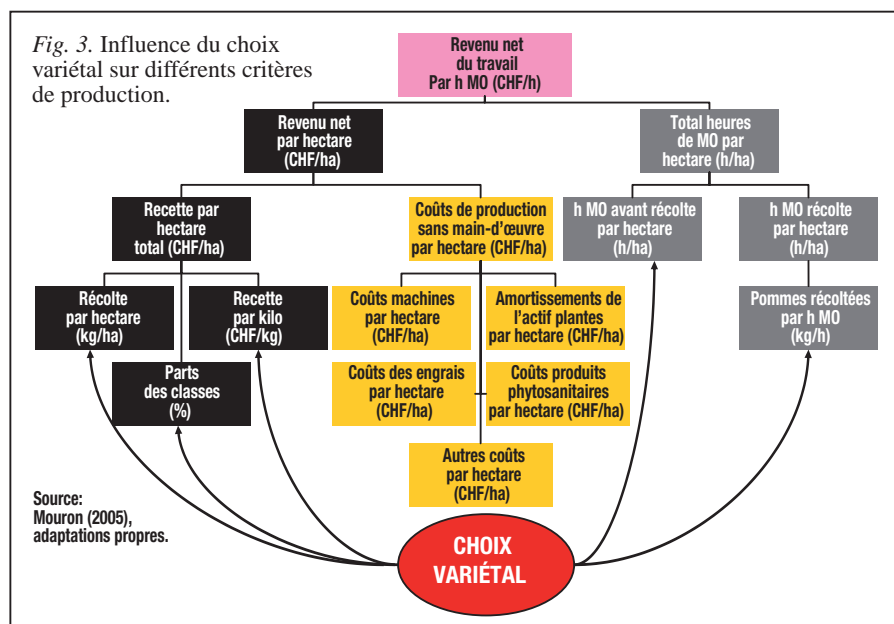 Fig. 3. Influence du choix
variétal sur différents critères
de production.
Revenu net
du travail
Par h MO (CHF/h)
Revenu net
par hectare
(CHF/ha)
Total heures
de MO par
hectare (h/ha)
Recette par
hectare
total (CHF/ha)
Coûts de production
sans main-d'œuvre
par hectare (CHF/ha)
h MO avant récolte
par hectare
(h/ha)
h MO récolte
par hectare
(h/ha)
Récolte
par hectare
(kg/ha)
Recette
par kilo
(CHF/kg)
Coûts machines
par hectare
(CHF/ha)
Amortissements de
l'actif plantes
par hectare (CHF/ha)
Pommes récoltées
par h MO
(kg/h)
Parts
des classes
(%)
Coûts des engrais
par hectare
(CHF/ha)
Coûts produits
phytosanitaires
par hectare (CHF/ha)
Autres coûts
par hectare
(CHF/ha)
Source:
Mouron (2005),
adaptations propres.
CHOIX
VARIÉTAL